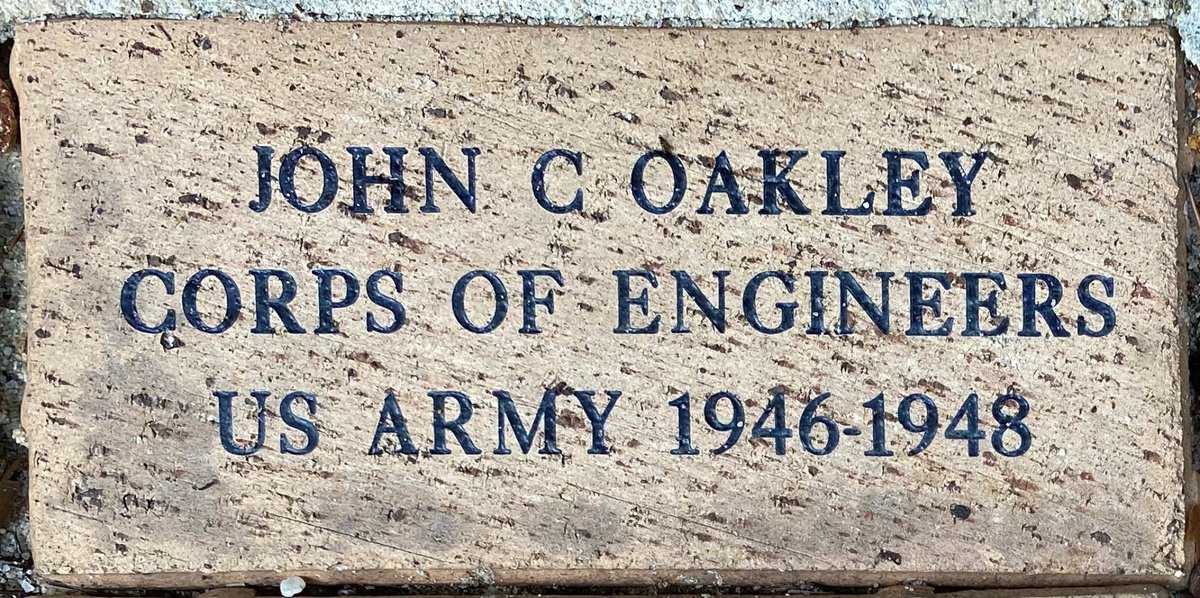 JOHN C OAKLEY
CORPS OF ENGINEERS
US ARMY 1946-1948